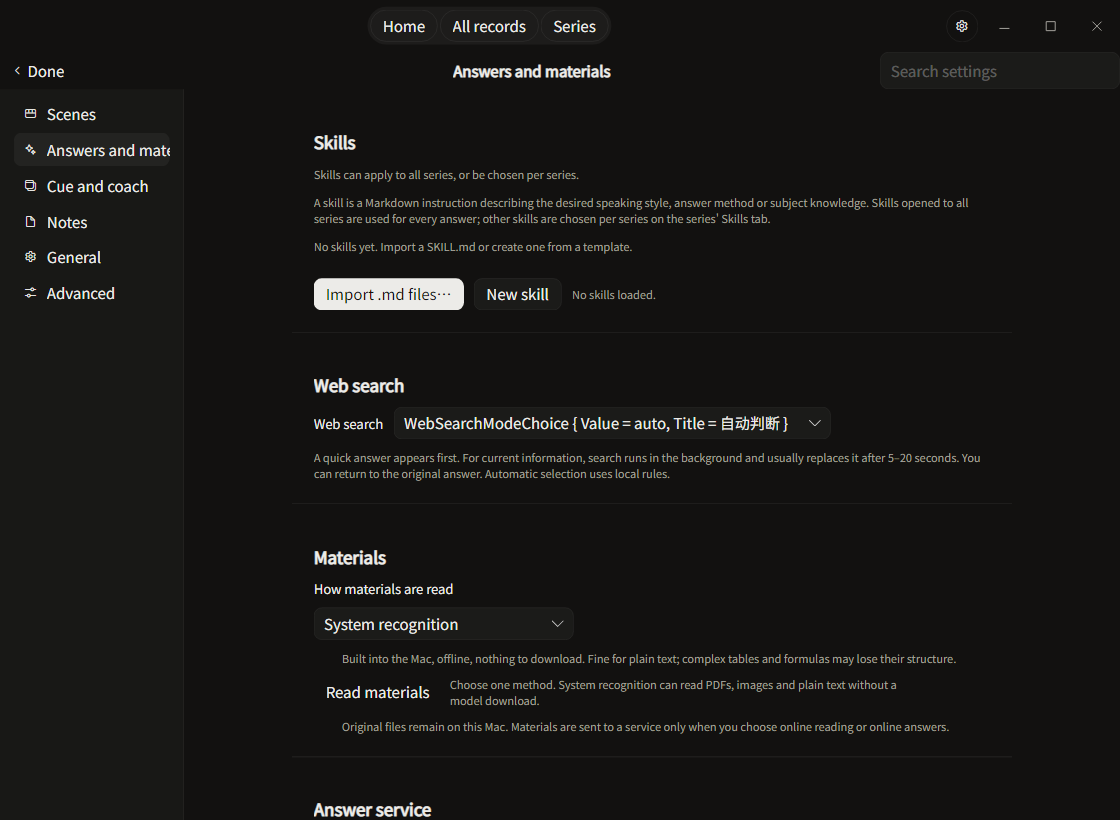 Home
All records
Series
Done
Answers and materials
Search settings
Scenes
Answers and mate
Cue and coach
Notes
General
Advanced
Skills
Skills can apply to all series, or be chosen per series.
A skill is a Markdown instruction describing the desired speaking style, answer method or subject knowledge. Skills opened to all
series are used for every answer; other skills are chosen per series on the series' Skills tab.
No skills yet. Import a SKILL.md or create one from a template.
Import .md files…
New skill
No skills loaded.
Web search
Web search
WebSearchModeChoice { Value = auto, Title = 自动判断 }
A quick answer appears first. For current information, search runs in the background and usually replaces it after 5–20 seconds. You
can return to the original answer. Automatic selection uses local rules.
Materials
How materials are read
System recognition
Built into the Mac, offline, nothing to download. Fine for plain text; complex tables and formulas may lose their structure.
Read materials
Choose one method. System recognition can read PDFs, images and plain text without a
model download.
Original files remain on this Mac. Materials are sent to a service only when you choose online reading or online answers.
Answer service